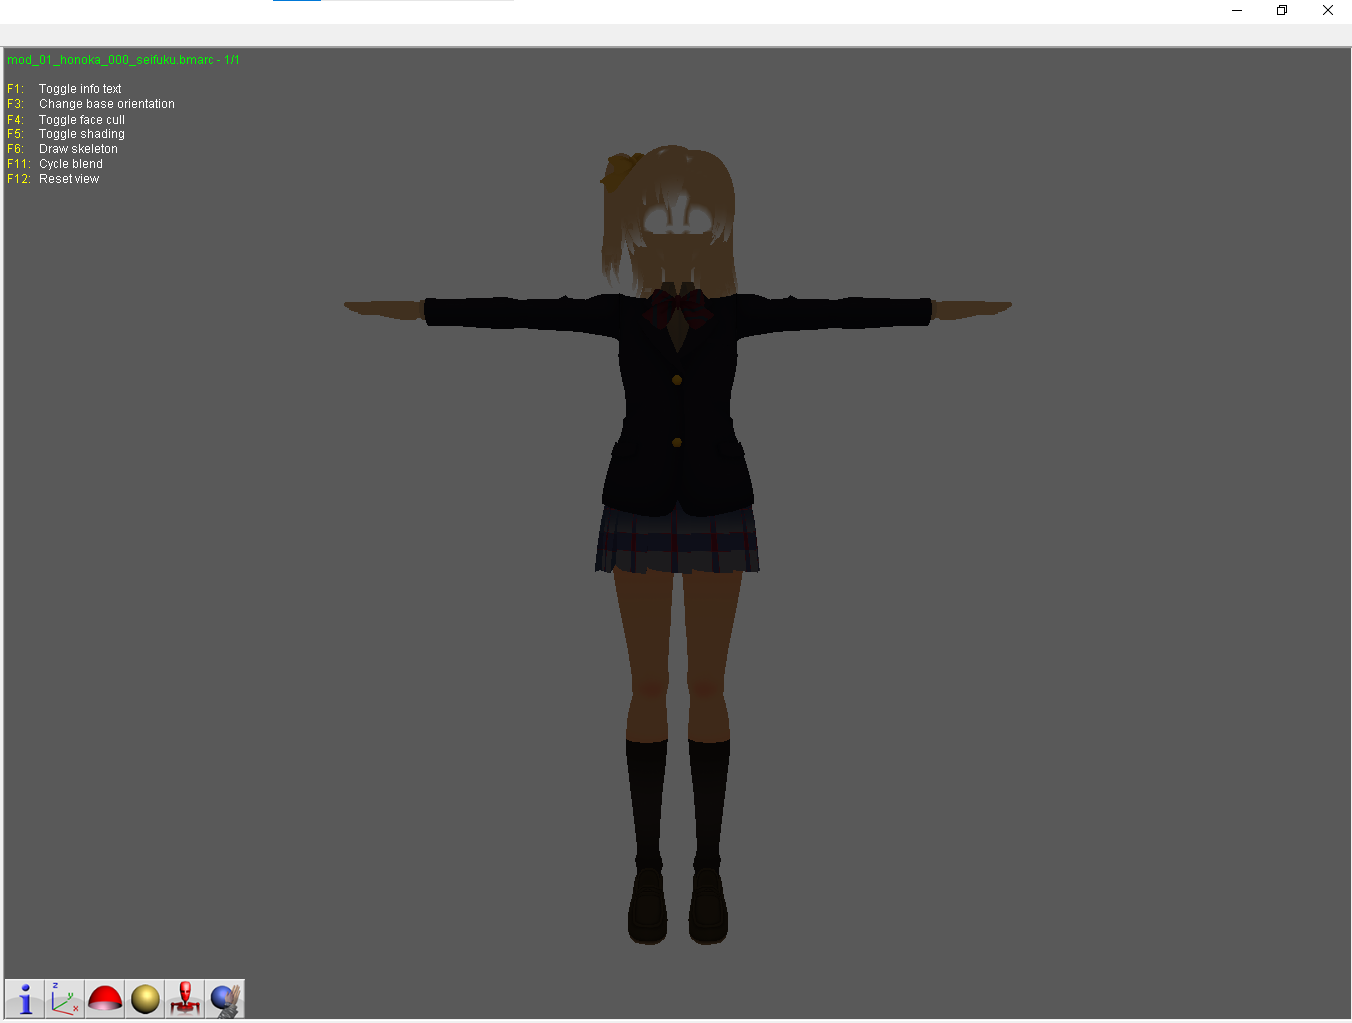 mod_01_honoka_000_seifuku.bmarc - 1/1
F1: Toggle info text
F3: Change base orientation
F4: Toggle face cull
F5: Toggle shading
F6: Draw skeleton
F11: Cycle blend
F12: Reset view
z
y
x